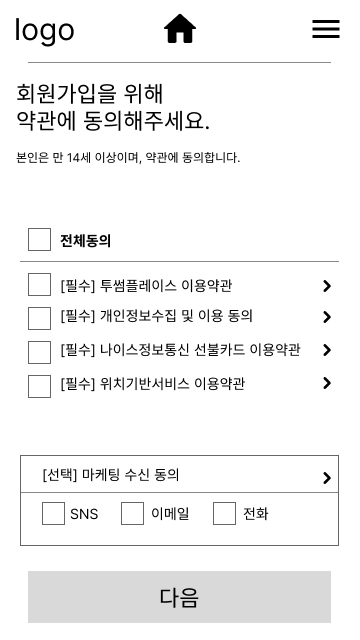 logo
회원가입을 위해
약관에 동의해주세요.
본인은 만 14세 이상이며, 약관에 동의합니다.
전체동의
[필수] 투썸플레이스 이용약관
[필수] 개인정보수집 및 이용 동의
[필수] 나이스정보통신 선불카드 이용약관
[필수] 위치기반서비스 이용약관
[선택] 마케팅 수신 동의
SNS 이메일 전화
다음